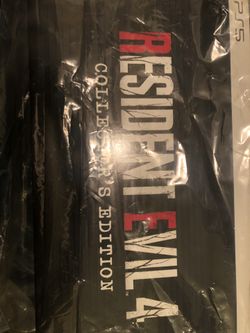 PS5
RESIDENT EVIL 4
COLLECTOR'S EDITION